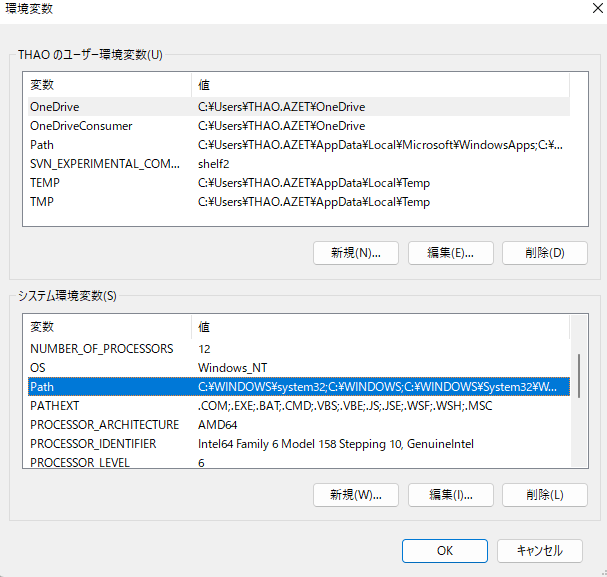 環境変数
THAO のユーザー環境変数(U)
変数 値
OneDrive C:¥Users¥THAO.AZET¥OneDrive
OneDriveConsumer C:¥Users¥THAO.AZET¥OneDrive
Path C:¥Users¥THAO.AZET¥AppData¥Local¥Microsoft¥WindowsApps;C:¥...
SVN_EXPERIMENTAL_COM... shelf2
TEMP C:¥Users¥THAO.AZET¥AppData¥Local¥Temp
TMP C:¥Users¥THAO.AZET¥AppData¥Local¥Temp
新規(N)... 編集(E)... 削除(D)
システム環境変数(S)
変数 値
NUMBER_OF_PROCESSORS 12
OS Windows_NT
Path C:¥WINDOWS¥system32;C:¥WINDOWS;C:¥WINDOWS¥System32¥W...
PATHEXT .COM;.EXE;.BAT;.CMD;.VBS;.VBE;.JS;.JSE;.WSF;.WSH;.MSC
PROCESSOR_ARCHITECTURE AMD64
PROCESSOR_IDENTIFIER Intel64 Family 6 Model 158 Stepping 10, GenuineIntel
PROCESSOR_LEVEL 6
新規(W)... 編集(I)... 削除(L)
OK キャンセル